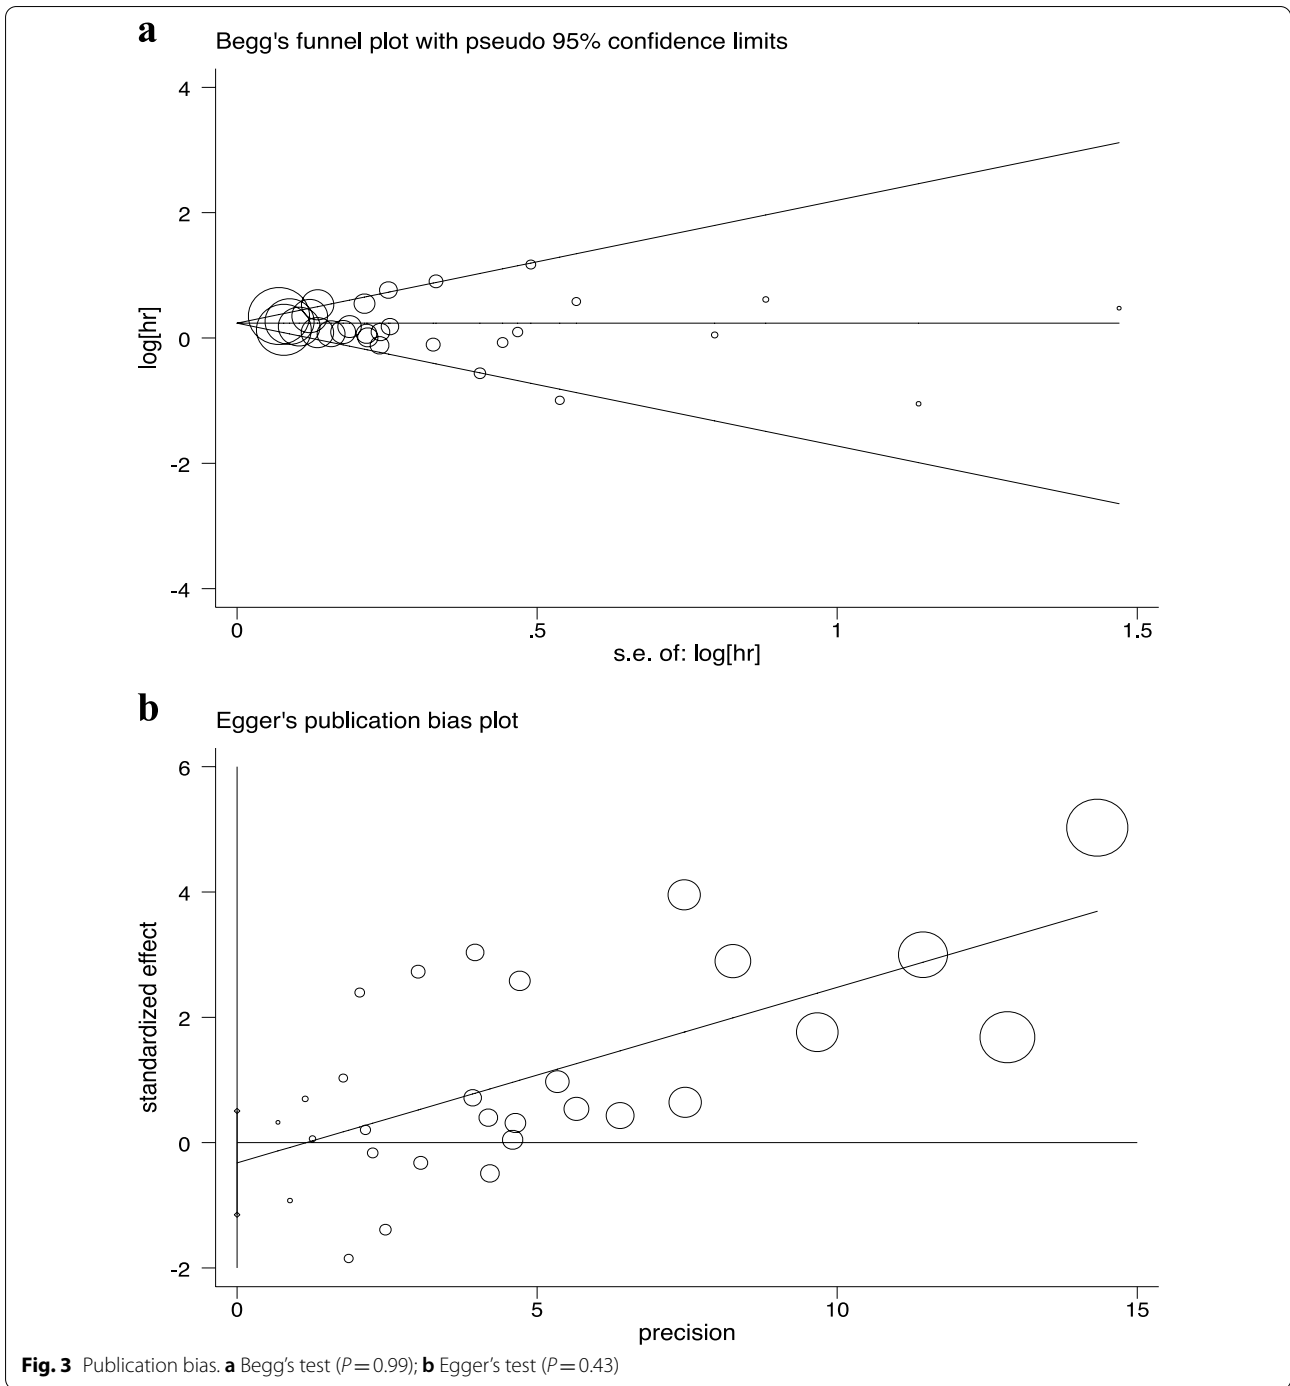 a
Begg's funnel plot with pseudo 95% confidence limits
4
2
0
-2
-4
log[hr]
0 .5 1 1.5
s.e. of: log[hr]
b
Egger's publication bias plot
6
4
2
0
-2
standardized effect
0 5 10 15
precision
Fig. 3 Publication bias. a Begg's test (P=0.99); b Egger's test (P=0.43)